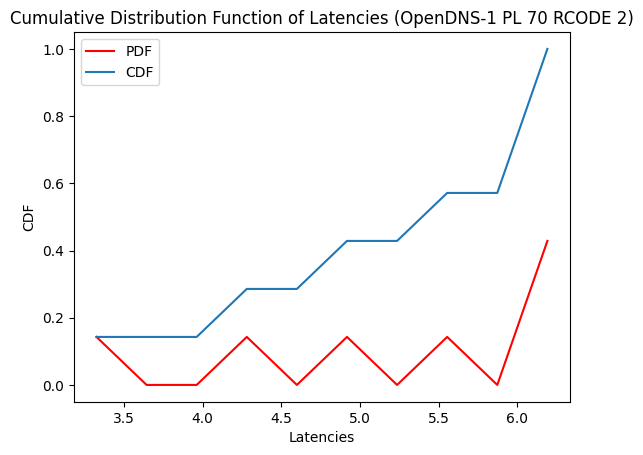 Cumulative Distribution Function of Latencies (OpenDNS-1 PL 70 RCODE 2)
PDF
CDF
CDF
1.0
0.8
0.6
0.4
0.2
0.0
3.5 4.0 4.5 5.0 5.5 6.0
Latencies